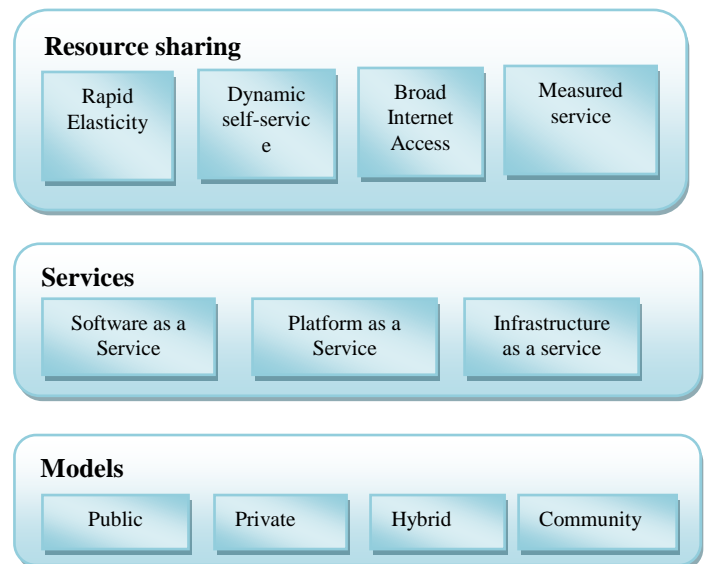 Resource sharing
Rapid
Elasticity
Dynamic
self-servic
e
Broad
Internet
Access
Measured
service
Services
Software as a
Service
Platform as a
Service
Infrastructure
as a service
Models
Public
Private
Hybrid
Community